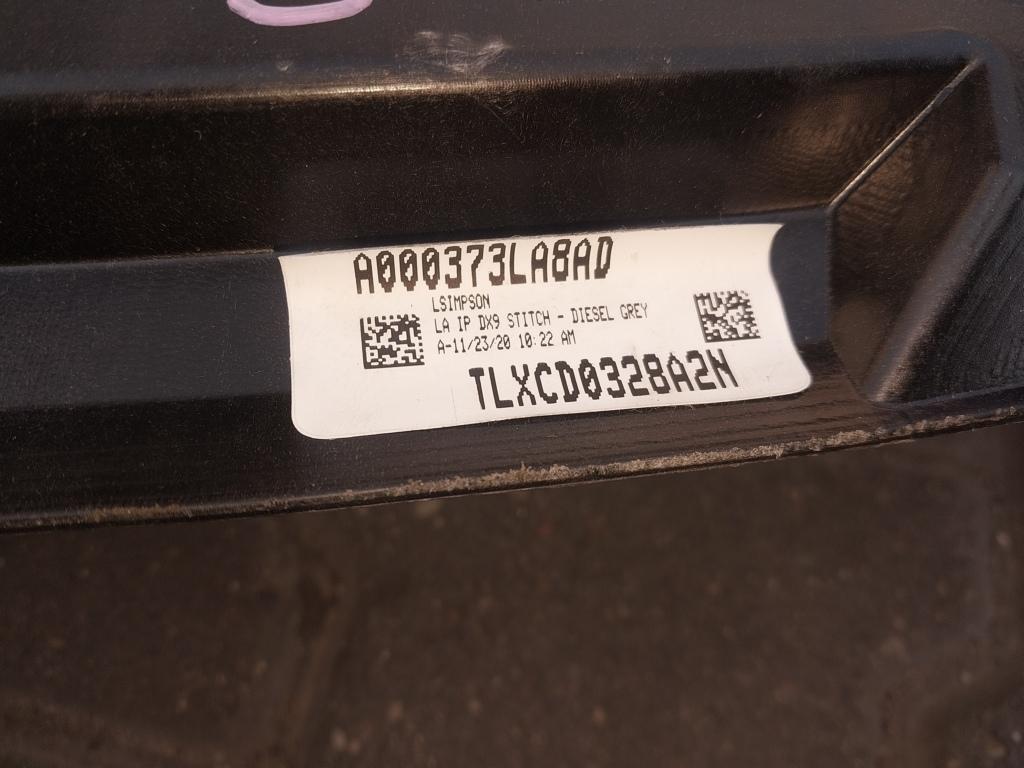 A000373LA8AD
LSIMPSON
LA IP DX9 STITCH - DIESEL GREY
A-11/23/20 10:22 AM
TLXCD0328A2N